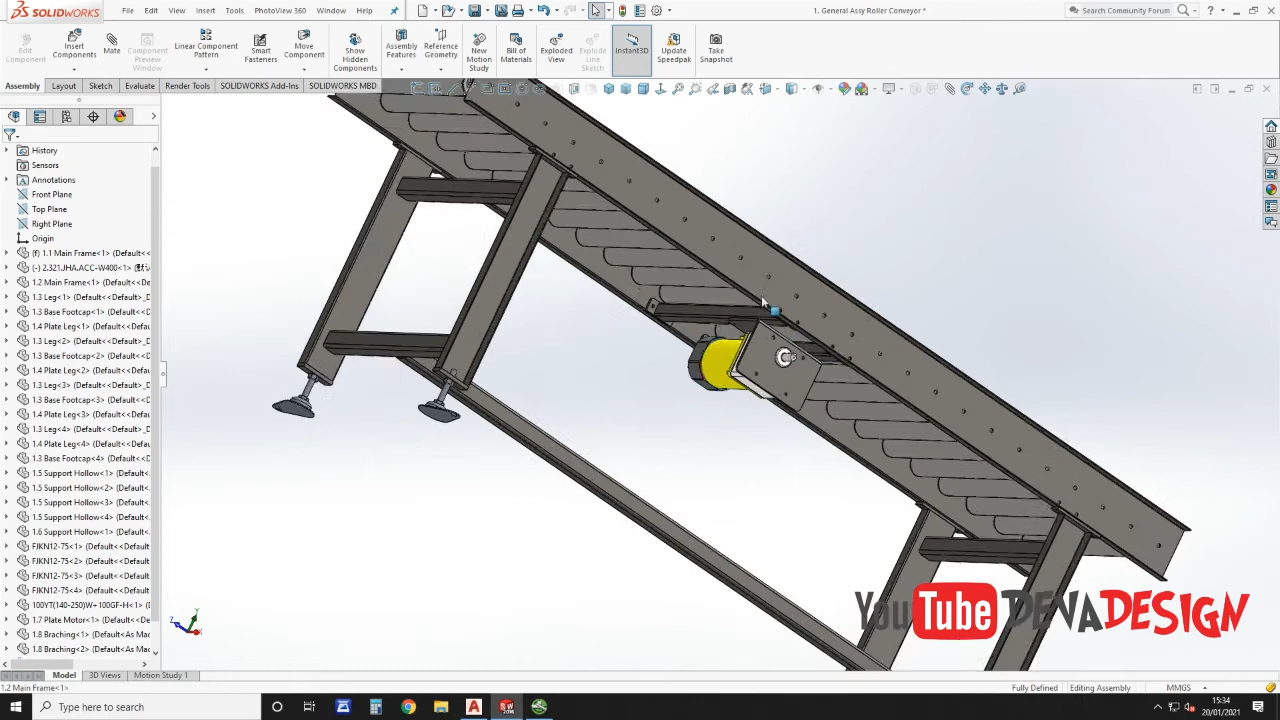 SOLIDWORKS File Edit View Insert Tools PhotoView 360 Window Help 1. General Assy Roller Conveyor * Search Community Forum
Edit Component
Insert Components
Mate
Component Preview Window
Linear Component Pattern
Smart Fasteners
Move Component
Show Hidden Components
Assembly Features
Reference Geometry
New Motion Study
Bill of Materials
Exploded View
Explode Line Sketch
Instant3D
Update Speedpak
Take Snapshot
Assembly Layout Sketch Evaluate Render Tools SOLIDWORKS Add-Ins SOLIDWORKS MBD
History
Sensors
Annotations
Front Plane
Top Plane
Right Plane
Origin
(f) 1.1 Main Frame<1> (Default<
(-) 2.321JHA.ACC-W400<1>
1.2 Main Frame<1> (Default<<D
1.3 Leg<1> (Default<<Default>_D
1.3 Base Footcap<1> (Default<<
1.4 Plate Leg<1> (Default<<Defa
1.3 Leg<2> (Default<<Default>_D
1.3 Base Footcap<2> (Default<<
1.4 Plate Leg<2> (Default<<Defa
1.3 Leg<3> (Default<<Default>_D
1.3 Base Footcap<3> (Default<<
1.4 Plate Leg<3> (Default<<Defa
1.3 Leg<4> (Default<<Default>_D
1.4 Plate Leg<4> (Default<<Defa
1.3 Base Footcap<4> (Default<<
1.5 Support Hollow<1> (Default<
1.5 Support Hollow<2> (Default<
1.5 Support Hollow<3> (Default<
1.5 Support Hollow<4> (Default<
1.6 Support Hollow<1> (Default<
FJKN12-75<1> (Default<<Default
FJKN12-75<2> (Default<<Default
FJKN12-75<3> (Default<<Default
FJKN12-75<4> (Default<<Default
100YT(140-250)W+100GF-H<1> (
1.7 Plate Motor<1> (Default<<D
1.8 Braching<1> (Default<As Mac
1.8 Braching<2> (Default<As Mac
YouTube DEVADESIGN
Model 3D Views Motion Study 1
1.2 Main Frame<1> Fully Defined Editing Assembly MMGS
Type here to search
15:34
20/01/2021